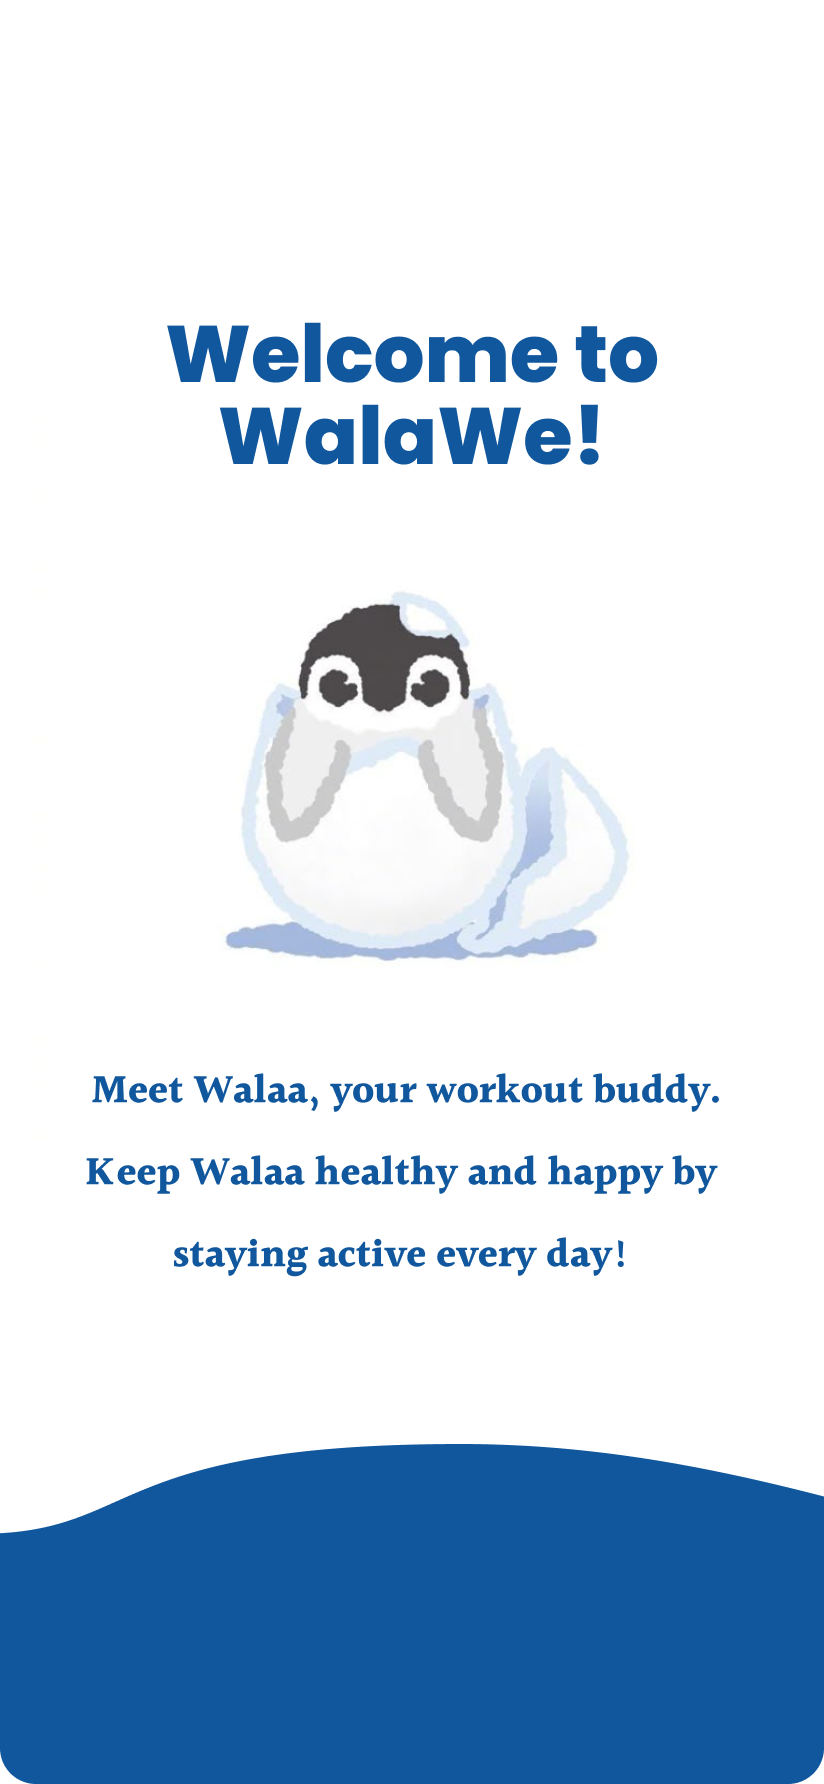 Welcome to
WalaWe!
Meet Walaa, your workout buddy.
Keep Walaa healthy and happy by
staying active every day!